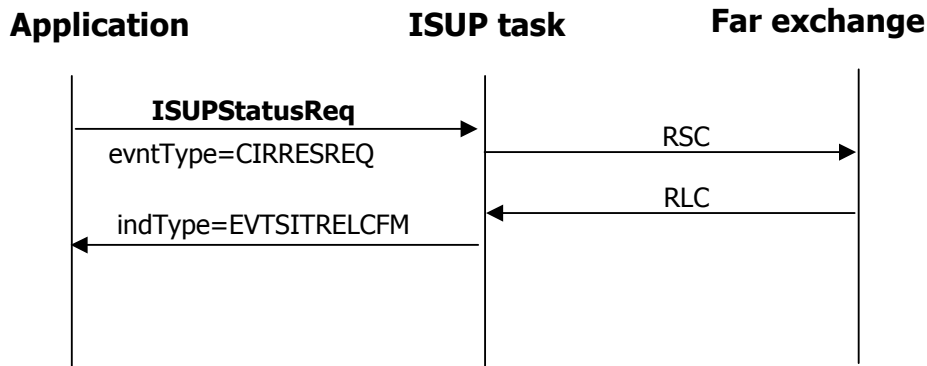 Application ISUP task Far exchange
ISUPStatusReq
evntType=CIRRESREQ
RSC
RLC
indType=EVTSITRELCFM